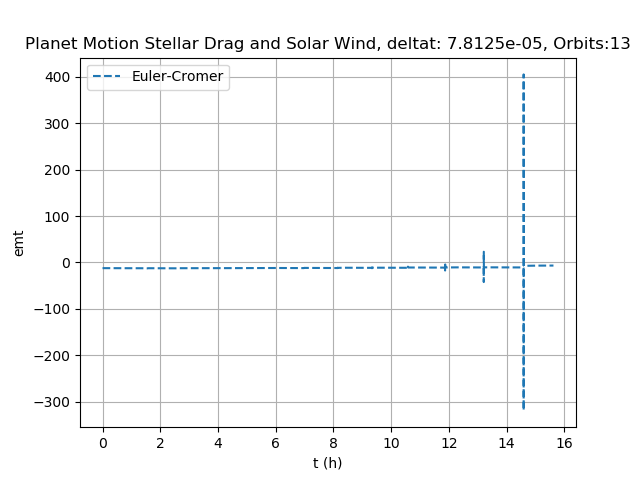 Planet Motion Stellar Drag and Solar Wind, deltat: 7.8125e-05, Orbits:13
Euler-Cromer
400
300
200
100
0
−100
−200
−300
emt
0 2 4 6 8 10 12 14 16
t (h)